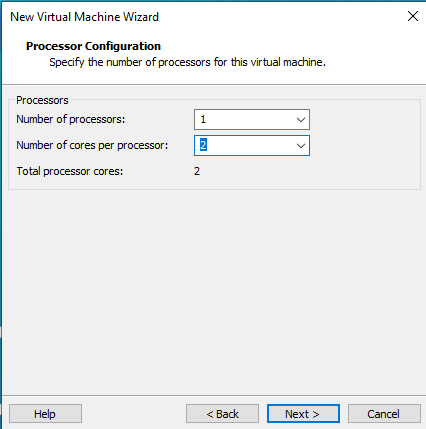 New Virtual Machine Wizard
Processor Configuration
Specify the number of processors for this virtual machine.
Processors
Number of processors: 1
Number of cores per processor: 2
Total processor cores: 2
Help < Back Next > Cancel